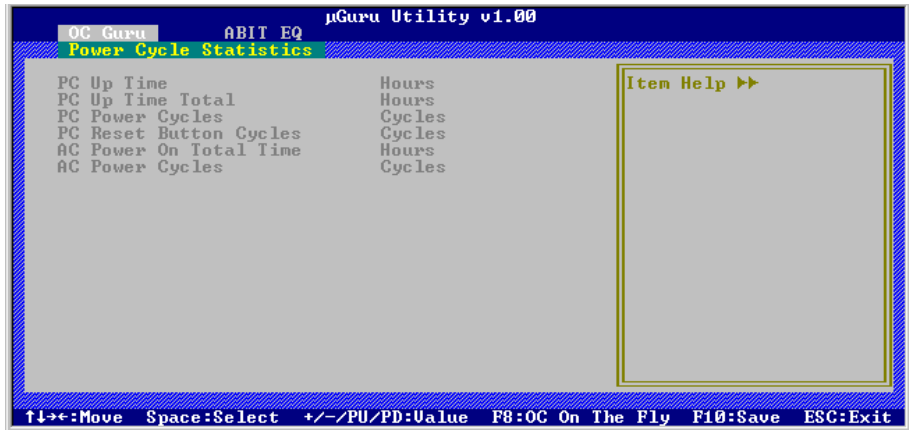 µGuru Utility v1.00
OC Guru ABIT EQ
Power Cycle Statistics
PC Up Time Hours
PC Up Time Total Hours
PC Power Cycles Cycles
PC Reset Button Cycles Cycles
AC Power On Total Time Hours
AC Power Cycles Cycles
Item Help ►►
↑↓→←:Move Space:Select +/-/PU/PD:Value F8:OC On The Fly F10:Save ESC:Exit